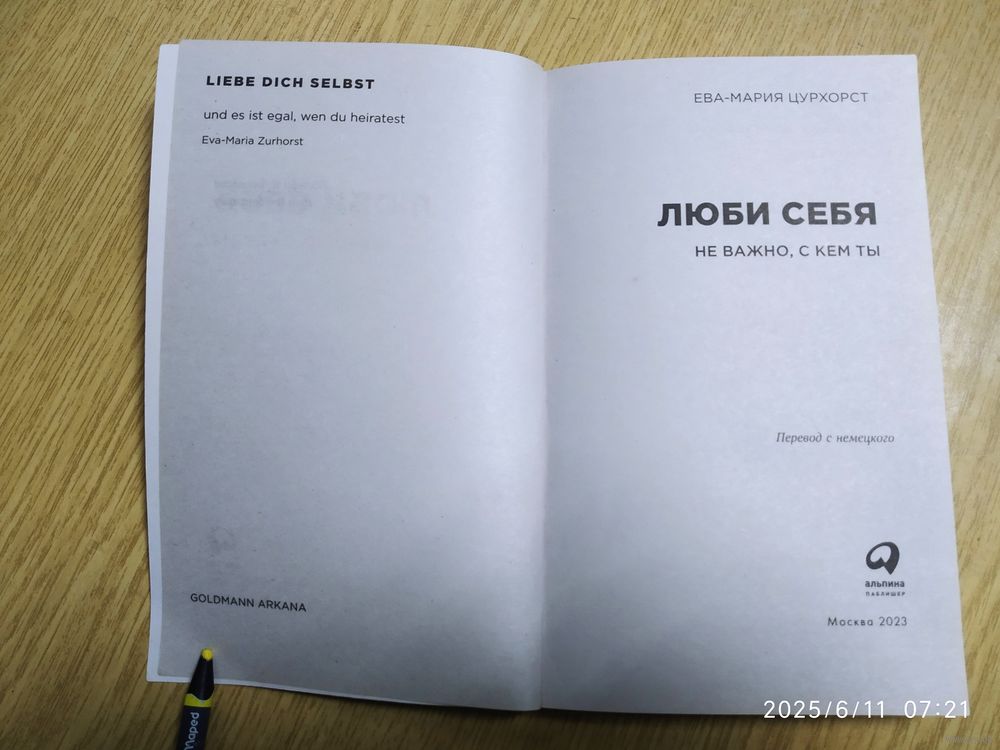 LIEBE DICH SELBST
und es ist egal, wen du heiratest
Eva-Maria Zurhorst
GOLDMANN ARKANA
ЕВА-МАРИЯ ЦУРХОРСТ
ЛЮБИ СЕБЯ
НЕ ВАЖНО, С КЕМ ТЫ
Перевод с немецкого
альпина
ПАБЛИШЕР
Москва 2023
Maped
2025/6/11 07:21